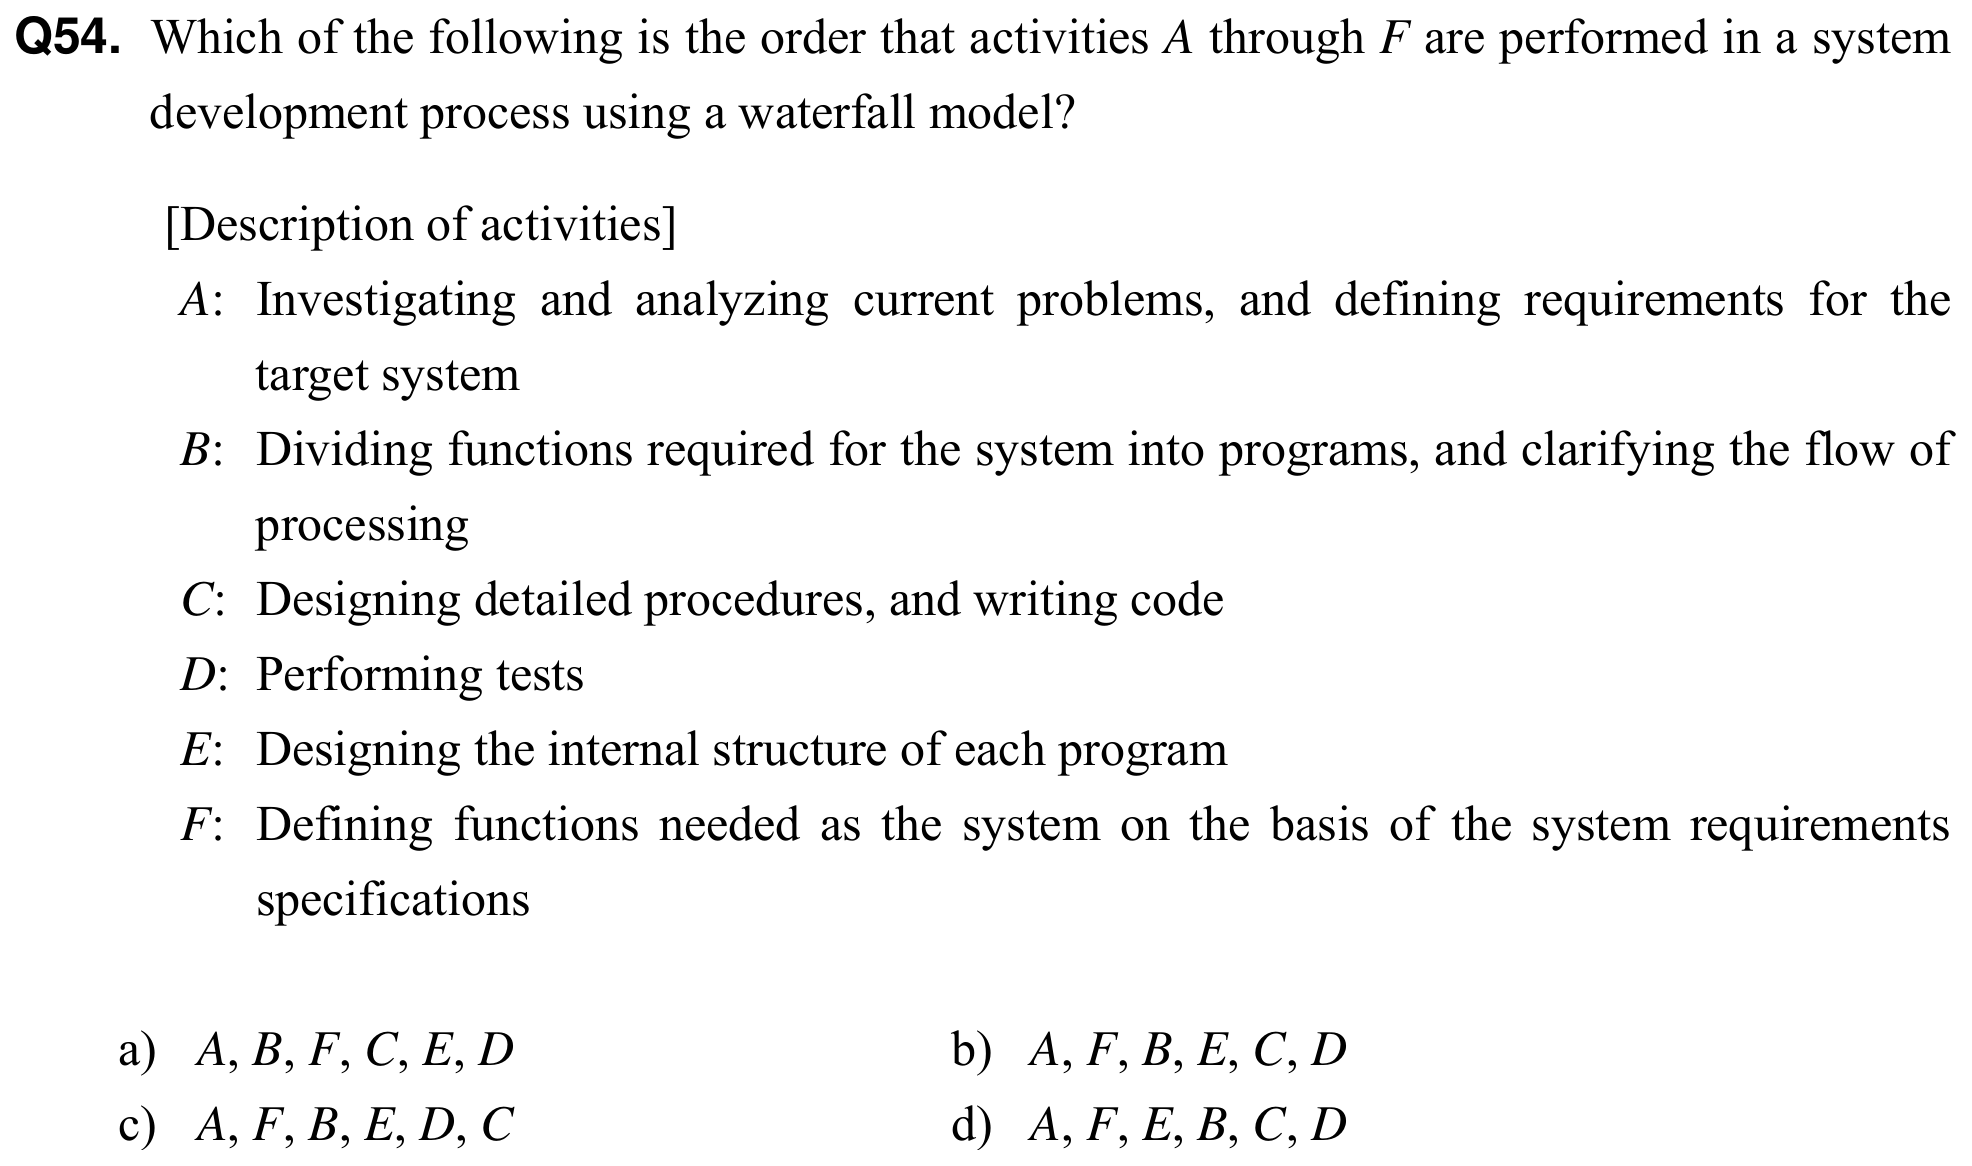 Q54. Which of the following is the order that activities A through F are performed in a system
development process using a waterfall model?
[Description of activities]
A: Investigating and analyzing current problems, and defining requirements for the
target system
B: Dividing functions required for the system into programs, and clarifying the flow of
processing
C: Designing detailed procedures, and writing code
D: Performing tests
E: Designing the internal structure of each program
F: Defining functions needed as the system on the basis of the system requirements
specifications
a) A, B, F, C, E, D b) A, F, B, E, C, D
c) A, F, B, E, D, C d) A, F, E, B, C, D